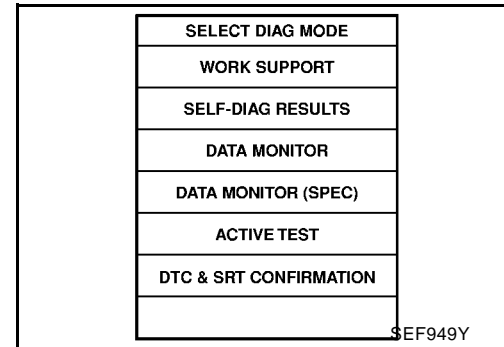 SELECT DIAG MODE
WORK SUPPORT
SELF-DIAG RESULTS
DATA MONITOR
DATA MONITOR (SPEC)
ACTIVE TEST
DTC & SRT CONFIRMATION
SEF949Y